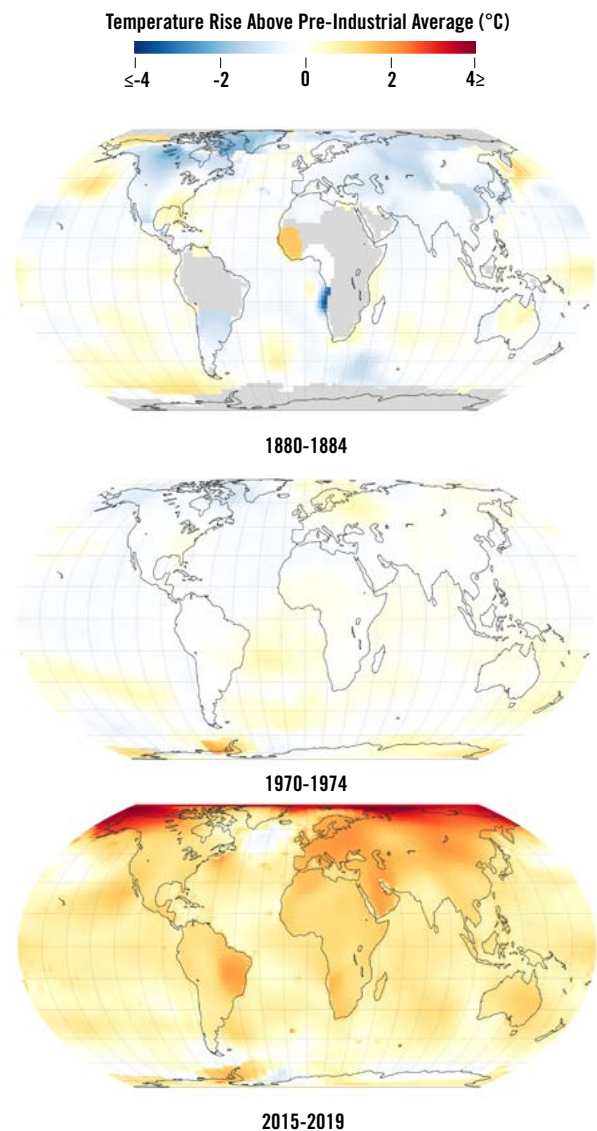 Temperature Rise Above Pre-Industrial Average (°C)
≤-4 -2 0 2 4≥
1880-1884
1970-1974
2015-2019